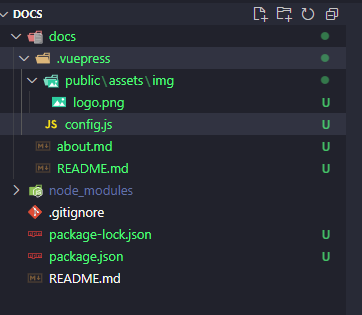 DOCS
docs
.vuepress
public\assets\img
logo.png U
JS config.js U
about.md U
README.md U
node_modules
.gitignore
package-lock.json U
package.json U
README.md